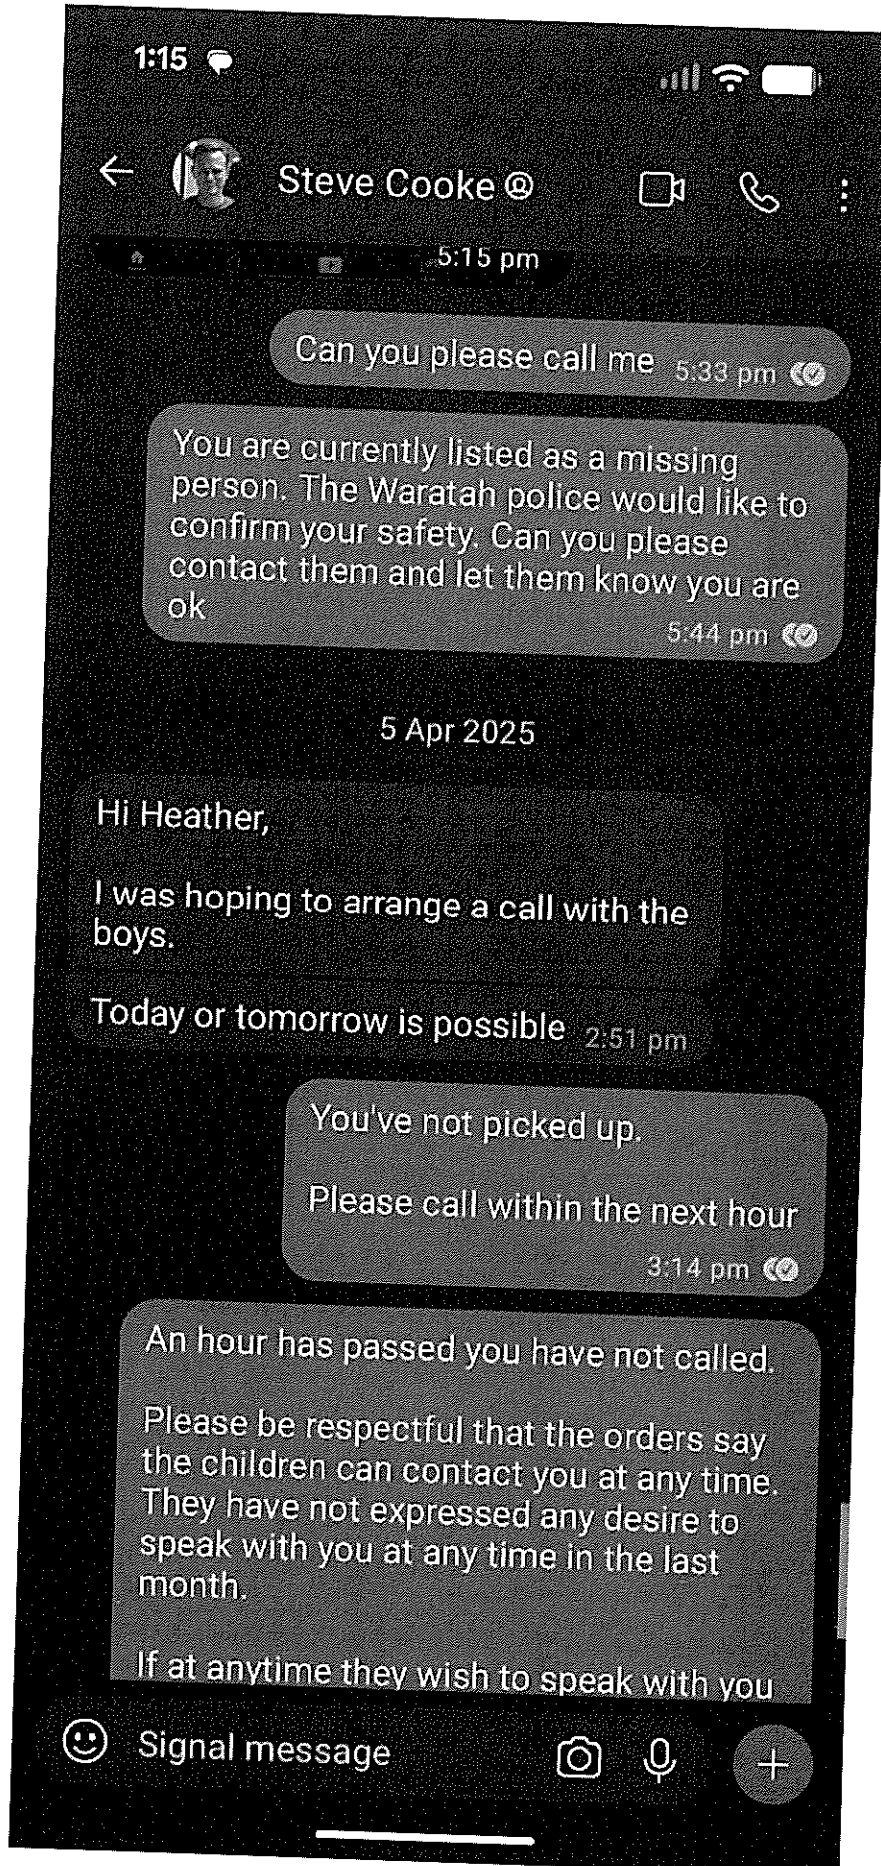 1:15
Steve Cooke
5:15 pm
Can you please call me 5:33 pm
You are currently listed as a missing
person. The Waratah police would like to
confirm your safety. Can you please
contact them and let them know you are
ok
5:44 pm
5 Apr 2025
Hi Heather,
I was hoping to arrange a call with the
boys.
Today or tomorrow is possible 2:51 pm
You've not picked up.
Please call within the next hour
3:14 pm
An hour has passed you have not called.
Please be respectful that the orders say
the children can contact you at any time.
They have not expressed any desire to
speak with you at any time in the last
month.
If at anytime they wish to speak with you
Signal message